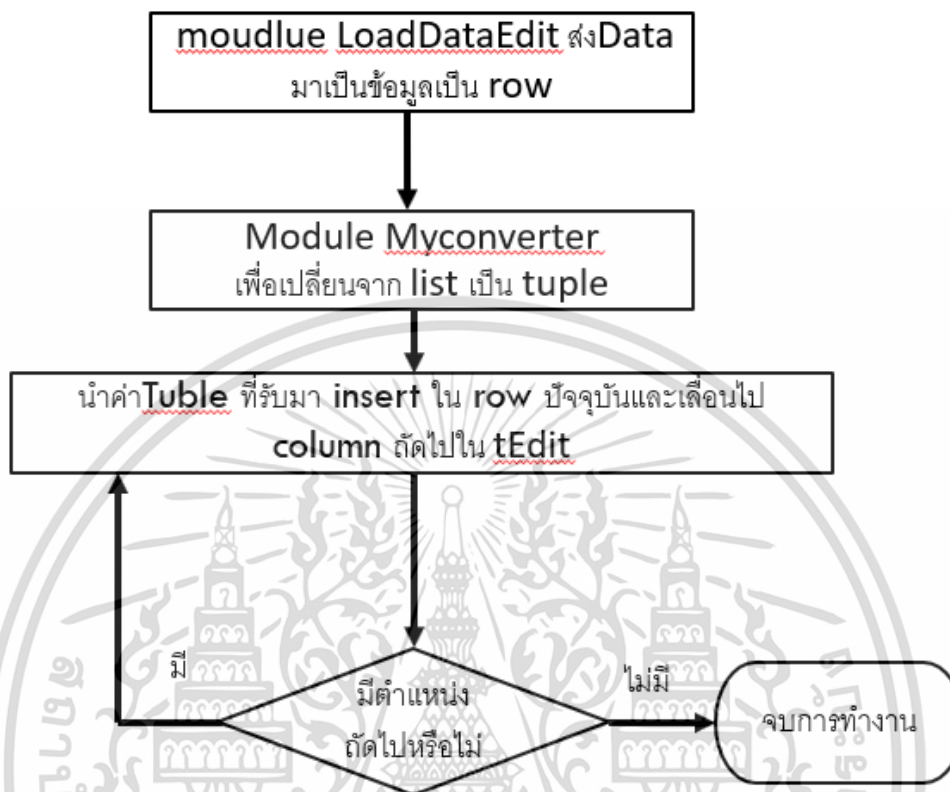 moudlue LoadDataEdit ส่งData
มาเป็นข้อมูลเป็น row
Module Myconverter
เพื่อเปลี่ยนจาก list เป็น tuple
นำค่าTuble ที่รับมา insert ใน row ปัจจุบันและเลื่อนไป
column ถัดไปใน tEdit
มี
มีตำแหน่ง
ถัดไปหรือไม่
ไม่มี
จบการทำงาน